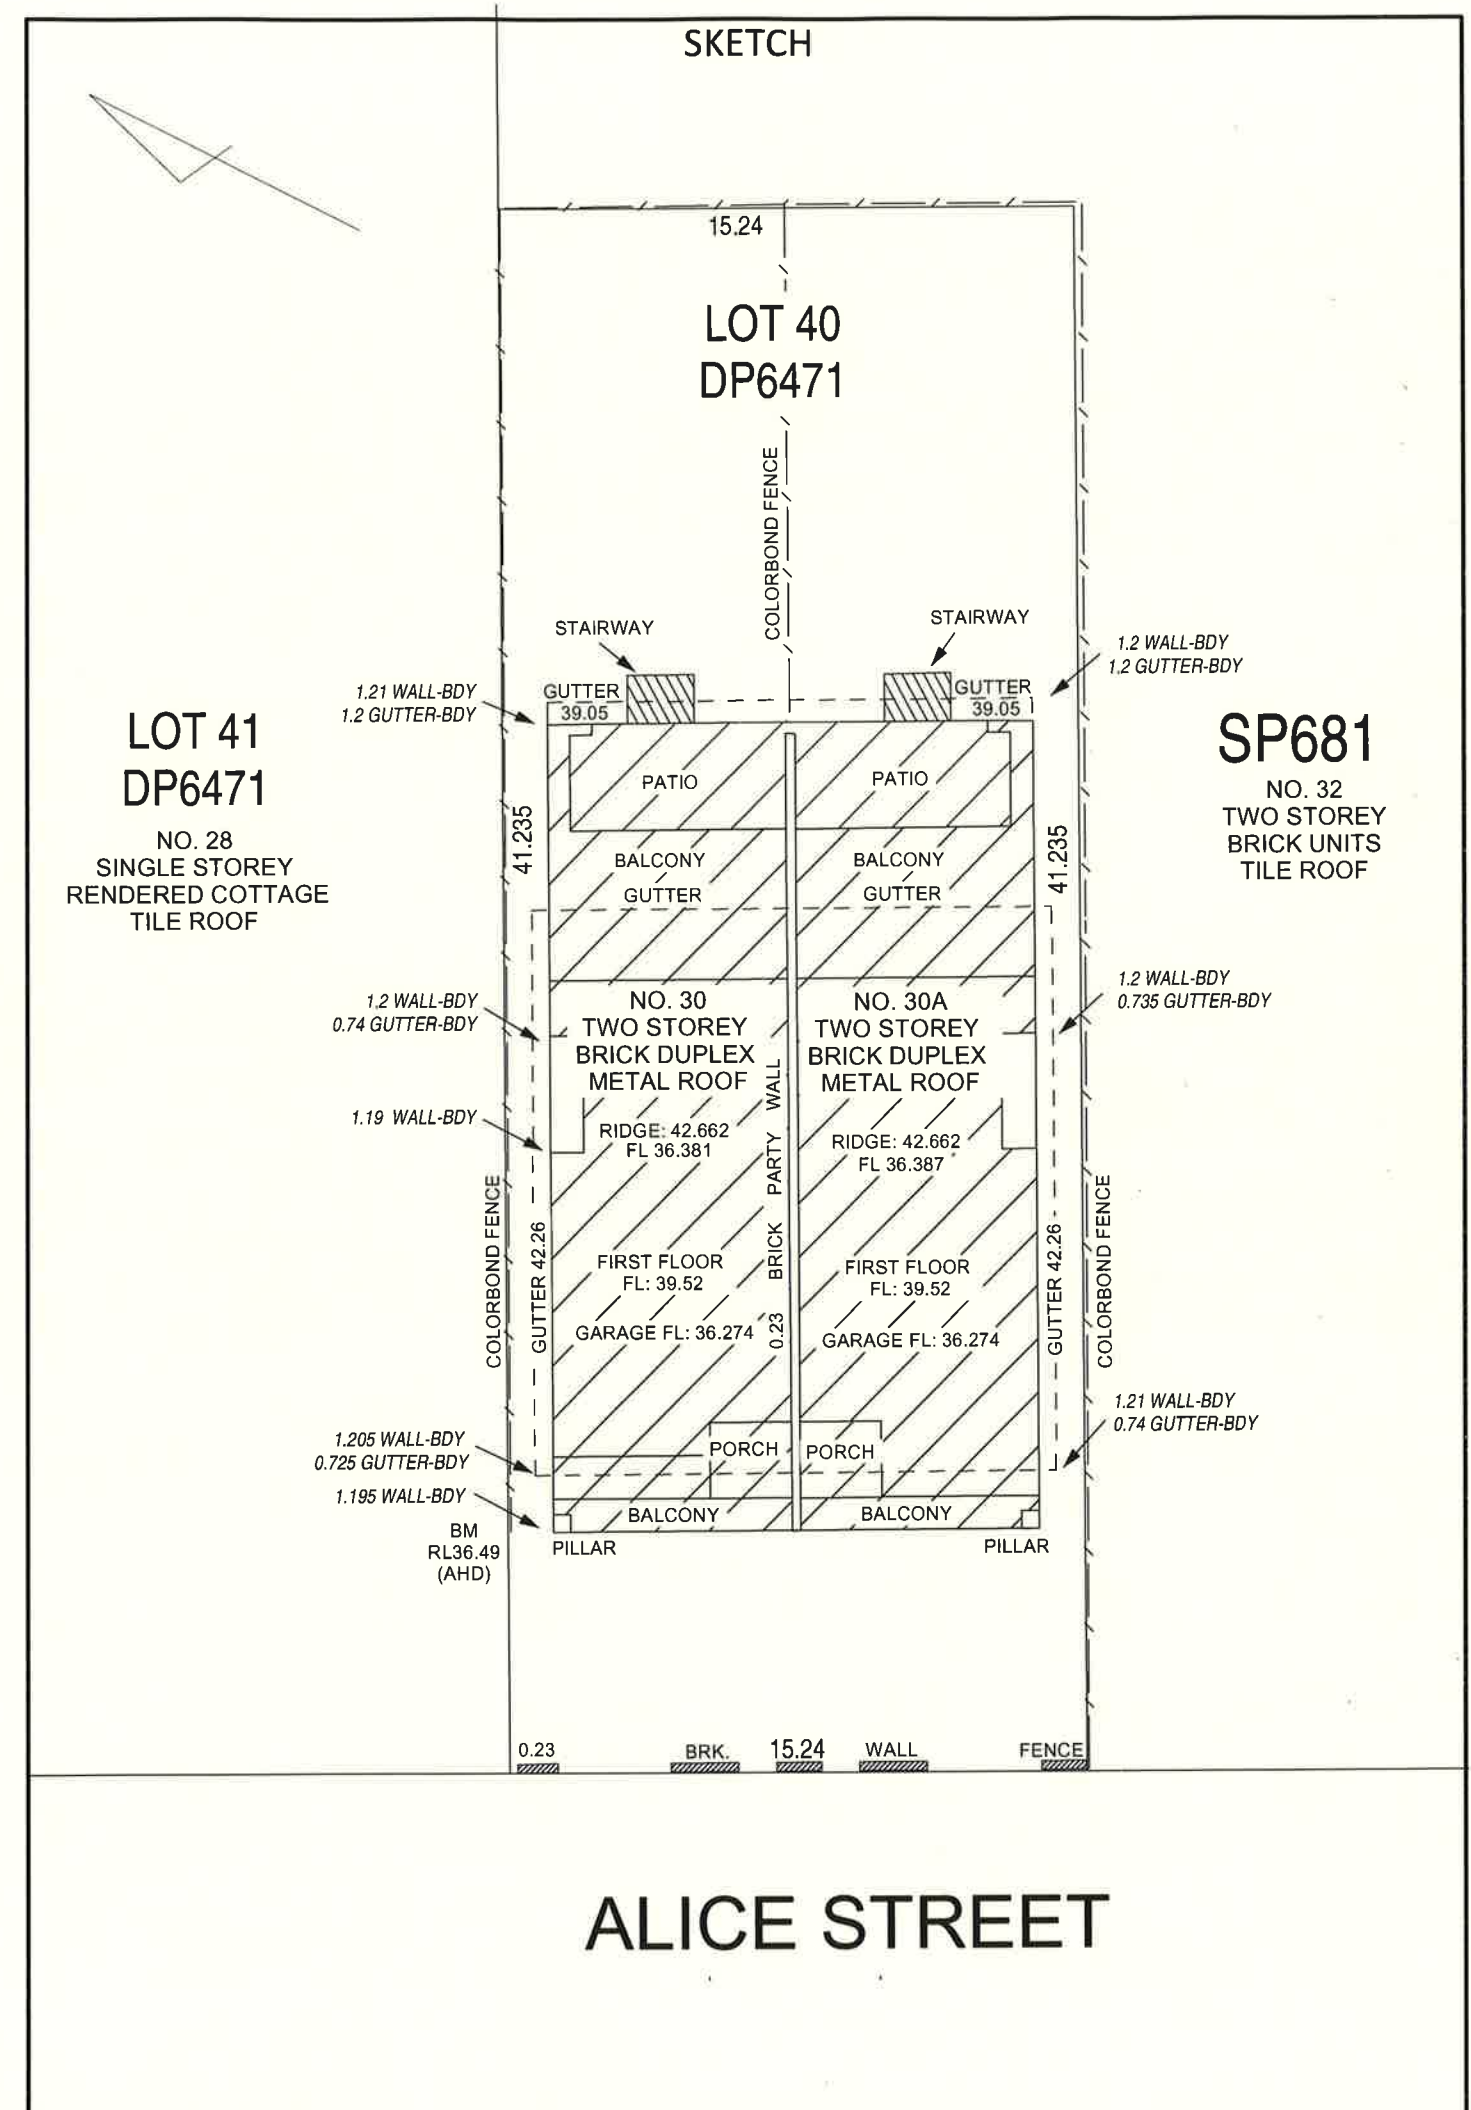 SKETCH
15.24
LOT 40
DP6471
COLORBOND FENCE
STAIRWAY
STAIRWAY
1.2 WALL-BDY
1.2 GUTTER-BDY
1.21 WALL-BDY
1.2 GUTTER-BDY
GUTTER
39.05
GUTTER
39.05
LOT 41
DP6471
NO. 28
SINGLE STOREY
RENDERED COTTAGE
TILE ROOF
SP681
NO. 32
TWO STOREY
BRICK UNITS
TILE ROOF
41.235
41.235
PATIO
PATIO
BALCONY
GUTTER
BALCONY
GUTTER
1.2 WALL-BDY
0.74 GUTTER-BDY
1.2 WALL-BDY
0.735 GUTTER-BDY
NO. 30
TWO STOREY
BRICK DUPLEX
METAL ROOF
NO. 30A
TWO STOREY
BRICK DUPLEX
METAL ROOF
1.19 WALL-BDY
RIDGE: 42.662
FL 36.381
RIDGE: 42.662
FL 36.387
0.23 BRICK PARTY WALL
COLORBOND FENCE
GUTTER 42.26
GUTTER 42.26
COLORBOND FENCE
FIRST FLOOR
FL: 39.52
FIRST FLOOR
FL: 39.52
GARAGE FL: 36.274
GARAGE FL: 36.274
1.21 WALL-BDY
0.74 GUTTER-BDY
1.205 WALL-BDY
0.725 GUTTER-BDY
1.195 WALL-BDY
PORCH
PORCH
BALCONY
BALCONY
BM
RL36.49
(AHD)
PILLAR
PILLAR
0.23 BRK. 15.24 WALL FENCE
ALICE STREET